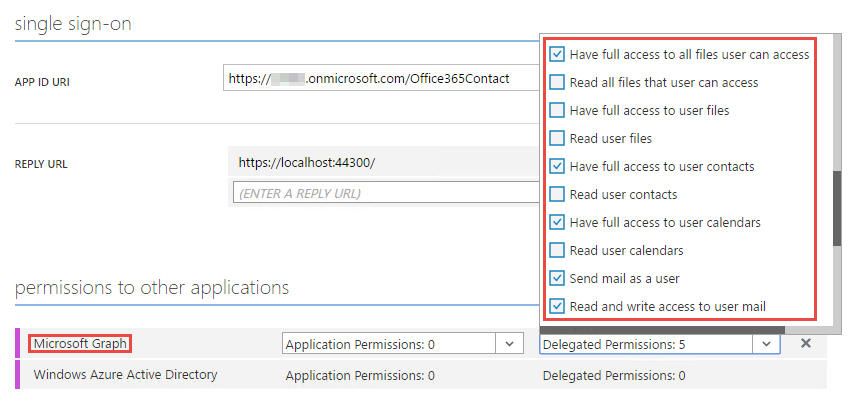 single sign-on
APP ID URI
https://
.onmicrosoft.com/Office365Contact
REPLY URL
https://localhost:44300/
(ENTER A REPLY URL)
Have full access to all files user can access
Read all files that user can access
Have full access to user files
Read user files
Have full access to user contacts
Read user contacts
Have full access to user calendars
Read user calendars
Send mail as a user
Read and write access to user mail
permissions to other applications
Microsoft Graph
Application Permissions: 0
Delegated Permissions: 5
Windows Azure Active Directory
Application Permissions: 0
Delegated Permissions: 0